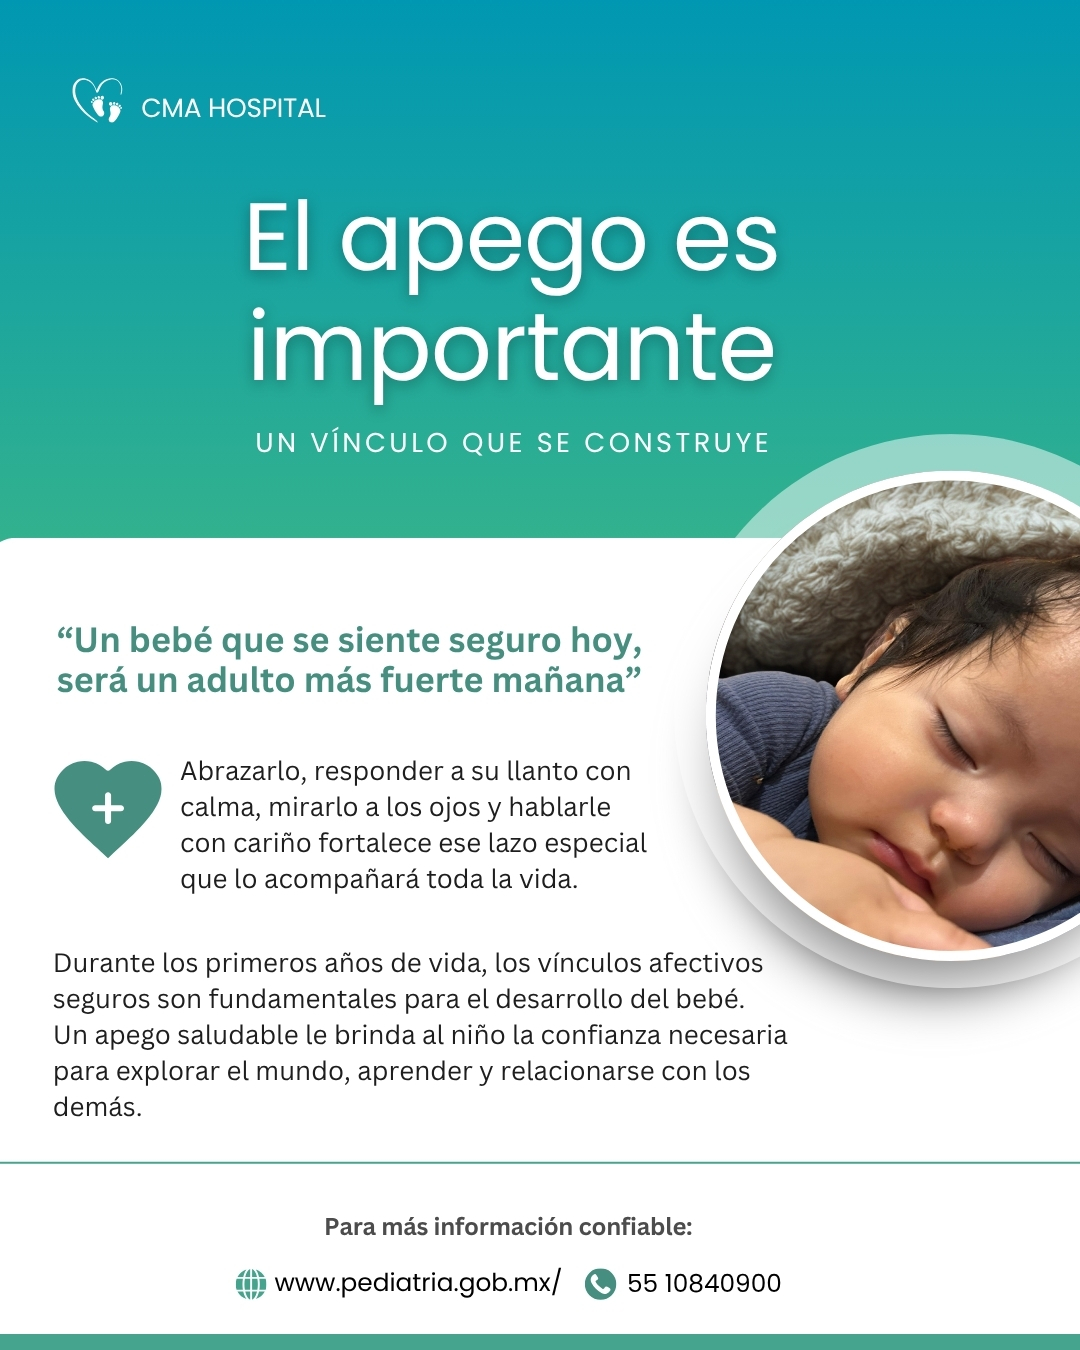 CMA HOSPITAL
El apego es
importante
UN VÍNCULO QUE SE CONSTRUYE
“Un bebé que se siente seguro hoy,
será un adulto más fuerte mañana”
Abrazarlo, responder a su llanto con
calma, mirarlo a los ojos y hablarle
con cariño fortalece ese lazo especial
que lo acompañará toda la vida.
Durante los primeros años de vida, los vínculos afectivos
seguros son fundamentales para el desarrollo del bebé.
Un apego saludable le brinda al niño la confianza necesaria
para explorar el mundo, aprender y relacionarse con los
demás.
Para más información confiable:
www.pediatria.gob.mx/ 55 10840900